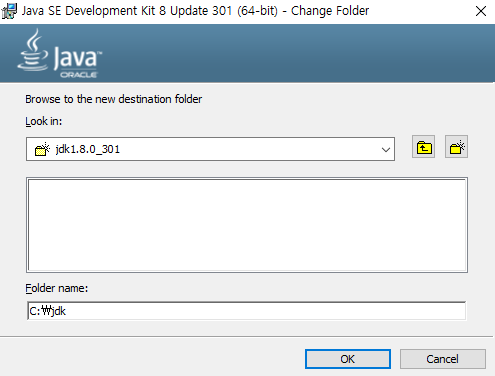 Java SE Development Kit 8 Update 301 (64-bit) - Change Folder
Java™
ORACLE
Browse to the new destination folder
Look in:
jdk1.8.0_301
Folder name:
C:₩jdk
OK
Cancel